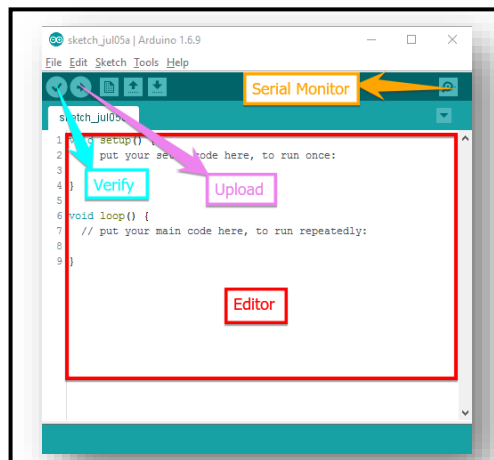 sketch_jul05a | Arduino 1.6.9
File Edit Sketch Tools Help
Serial Monitor
1 void setup() {
2 put your setup code here, to run once:
3
4 }
5
6 void loop() {
7 // put your main code here, to run repeatedly:
8
9 }
Verify
Upload
Editor